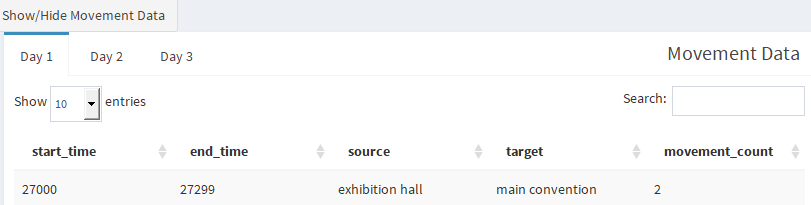 Show/Hide Movement Data
Day 1 Day 2 Day 3 Movement Data
Show 10 entries Search:
start_time end_time source target movement_count
27000 27299 exhibition hall main convention 2